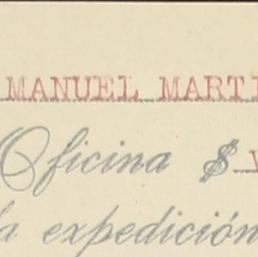 MANUEL MARTI
Oficina $
la expedición